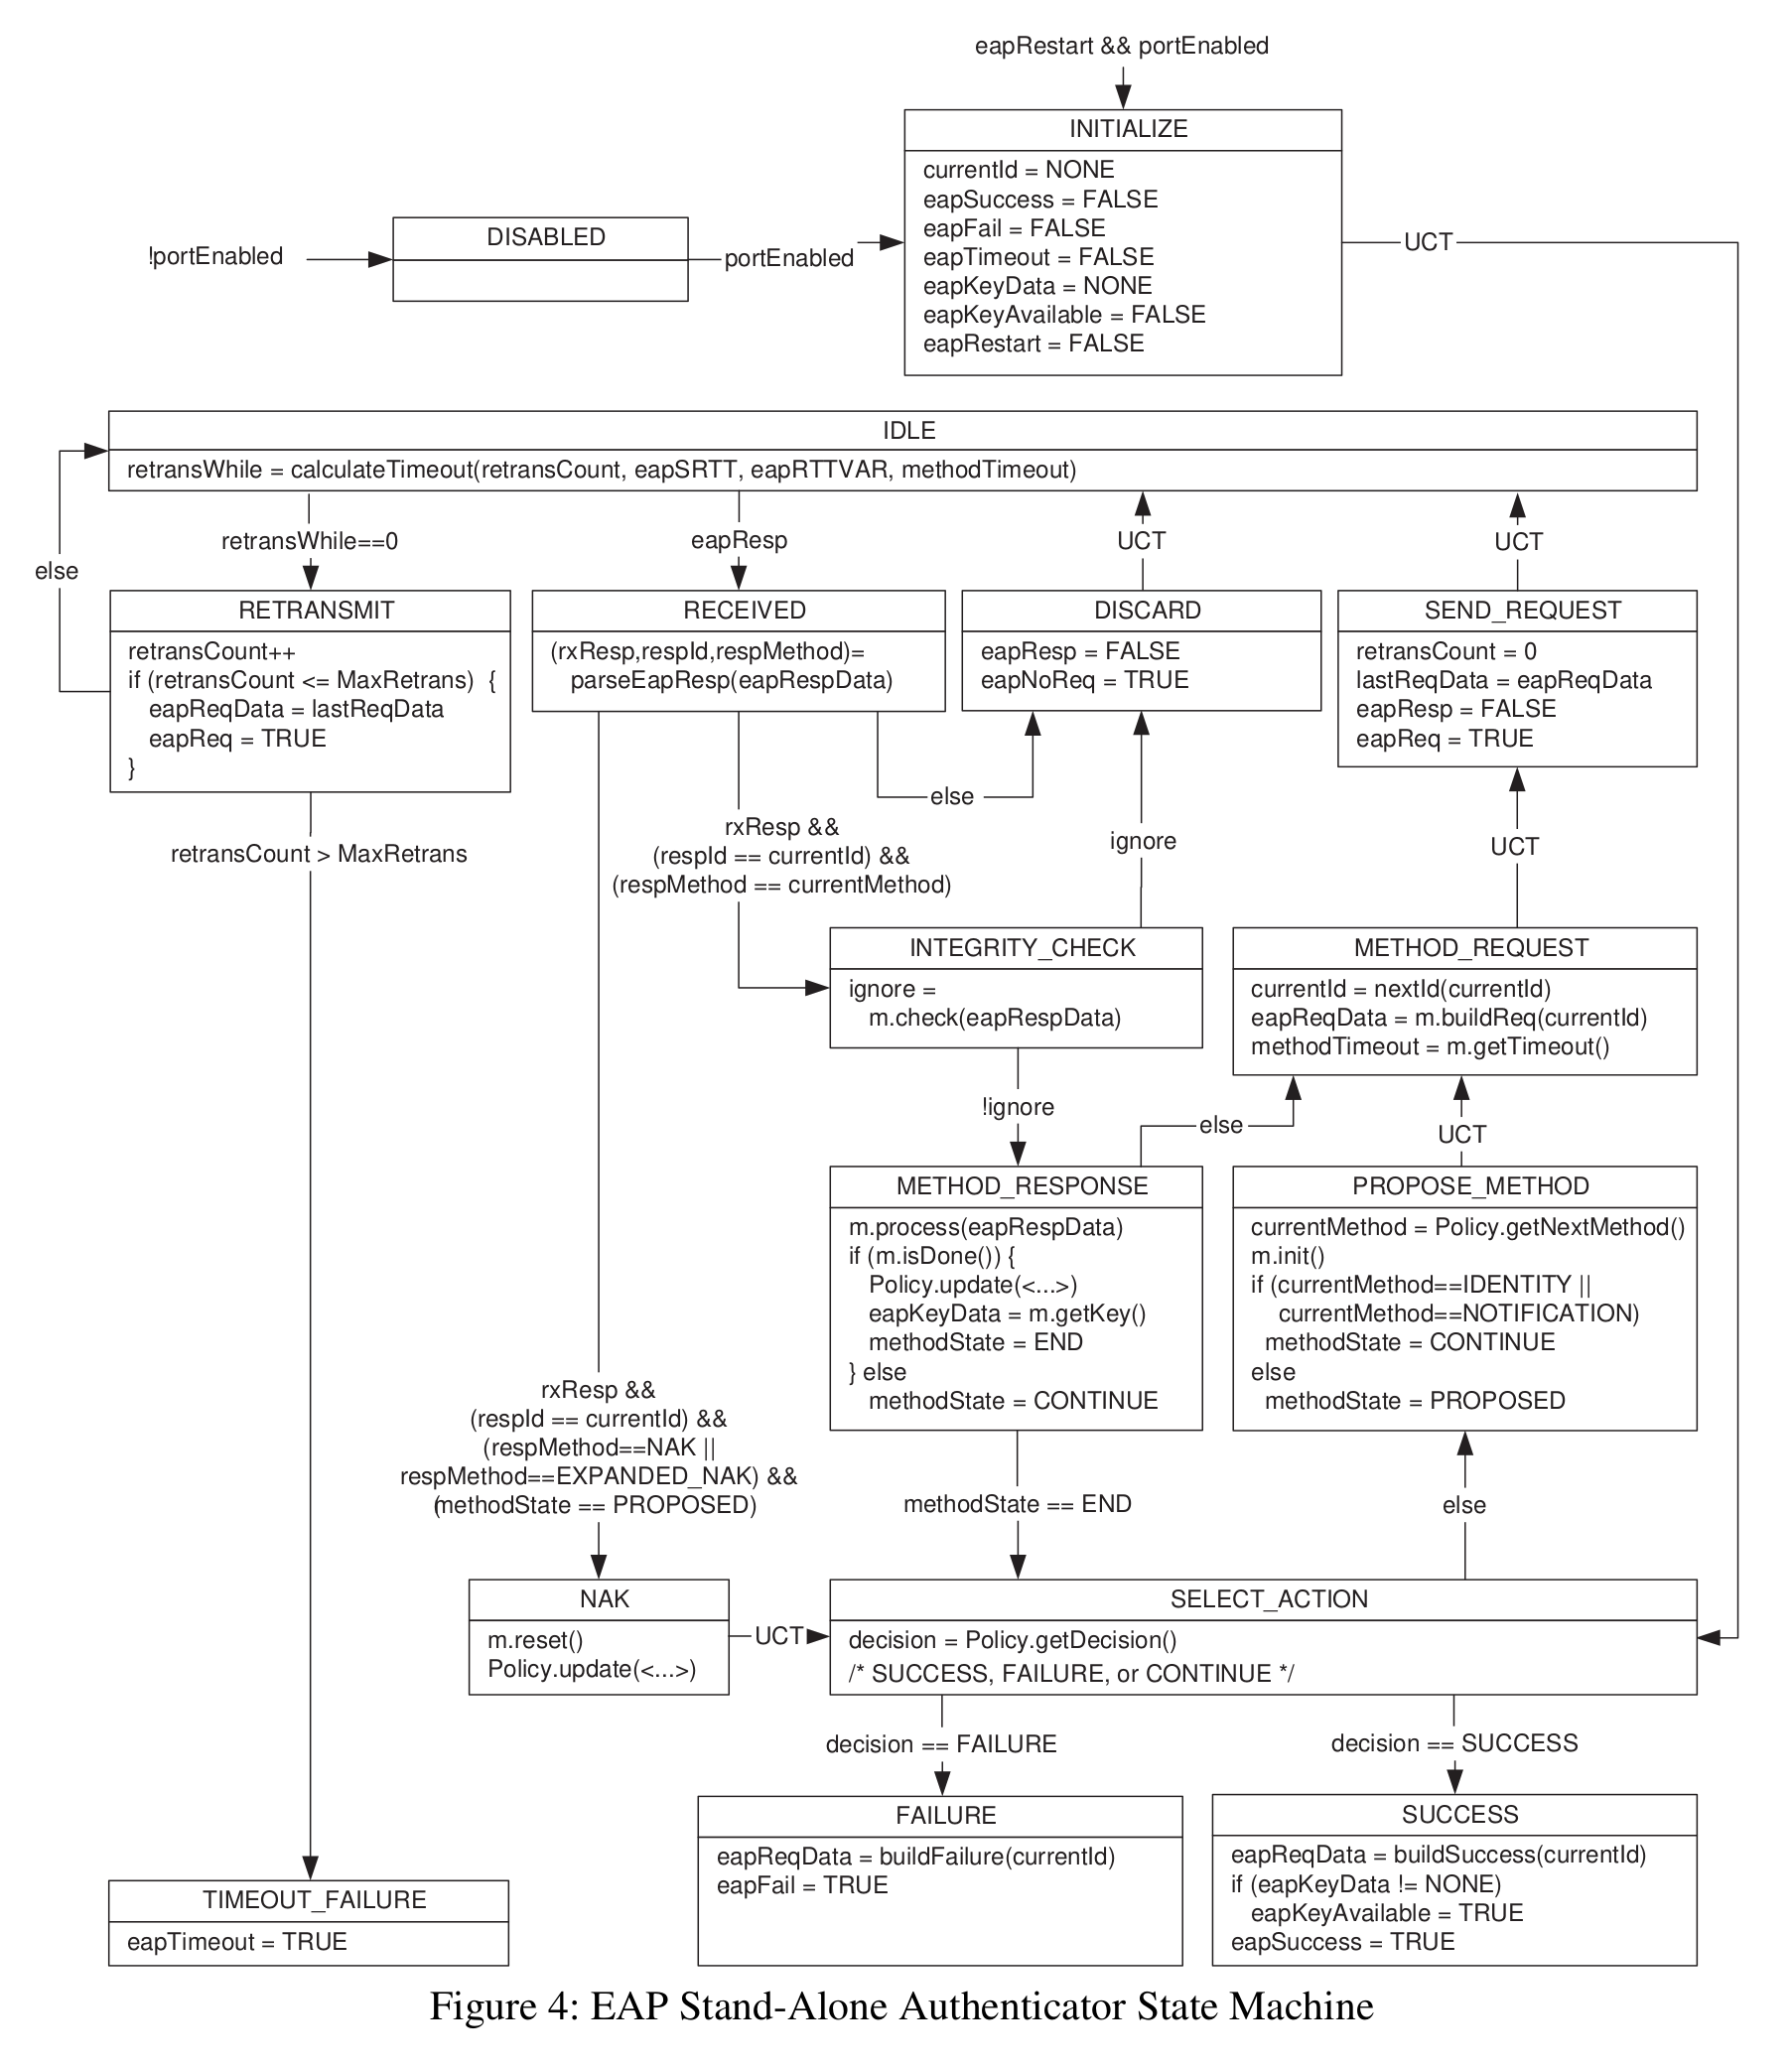 eapRestart && portEnabled
INITIALIZE
currentId = NONE
eapSuccess = FALSE
eapFail = FALSE
eapTimeout = FALSE
eapKeyData = NONE
eapKeyAvailable = FALSE
eapRestart = FALSE
!portEnabled
DISABLED
portEnabled
UCT
IDLE
retransWhile = calculateTimeout(retransCount, eapSRTT, eapRTTVAR, methodTimeout)
else
retransWhile==0
eapResp
UCT
UCT
RETRANSMIT
retransCount++
if (retransCount <= MaxRetrans) {
eapReqData = lastReqData
eapReq = TRUE
}
RECEIVED
(rxResp,respId,respMethod)=
parseEapResp(eapRespData)
DISCARD
eapResp = FALSE
eapNoReq = TRUE
SEND_REQUEST
retransCount = 0
lastReqData = eapReqData
eapResp = FALSE
eapReq = TRUE
else
retransCount > MaxRetrans
rxResp &&
(respId == currentId) &&
(respMethod == currentMethod)
ignore
UCT
INTEGRITY_CHECK
ignore =
m.check(eapRespData)
METHOD_REQUEST
currentId = nextId(currentId)
eapReqData = m.buildReq(currentId)
methodTimeout = m.getTimeout()
!ignore
else
UCT
METHOD_RESPONSE
m.process(eapRespData)
if (m.isDone()) {
Policy.update(<...>)
eapKeyData = m.getKey()
methodState = END
} else
methodState = CONTINUE
PROPOSE_METHOD
currentMethod = Policy.getNextMethod()
m.init()
if (currentMethod==IDENTITY ||
currentMethod==NOTIFICATION)
methodState = CONTINUE
else
methodState = PROPOSED
rxResp &&
(respId == currentId) &&
(respMethod==NAK ||
respMethod==EXPANDED_NAK) &&
(methodState == PROPOSED)
methodState == END
else
NAK
m.reset()
Policy.update(<...>)
UCT
SELECT_ACTION
decision = Policy.getDecision()
/* SUCCESS, FAILURE, or CONTINUE */
decision == FAILURE
decision == SUCCESS
FAILURE
eapReqData = buildFailure(currentId)
eapFail = TRUE
SUCCESS
eapReqData = buildSuccess(currentId)
if (eapKeyData != NONE)
eapKeyAvailable = TRUE
eapSuccess = TRUE
TIMEOUT_FAILURE
eapTimeout = TRUE
Figure 4: EAP Stand-Alone Authenticator State Machine